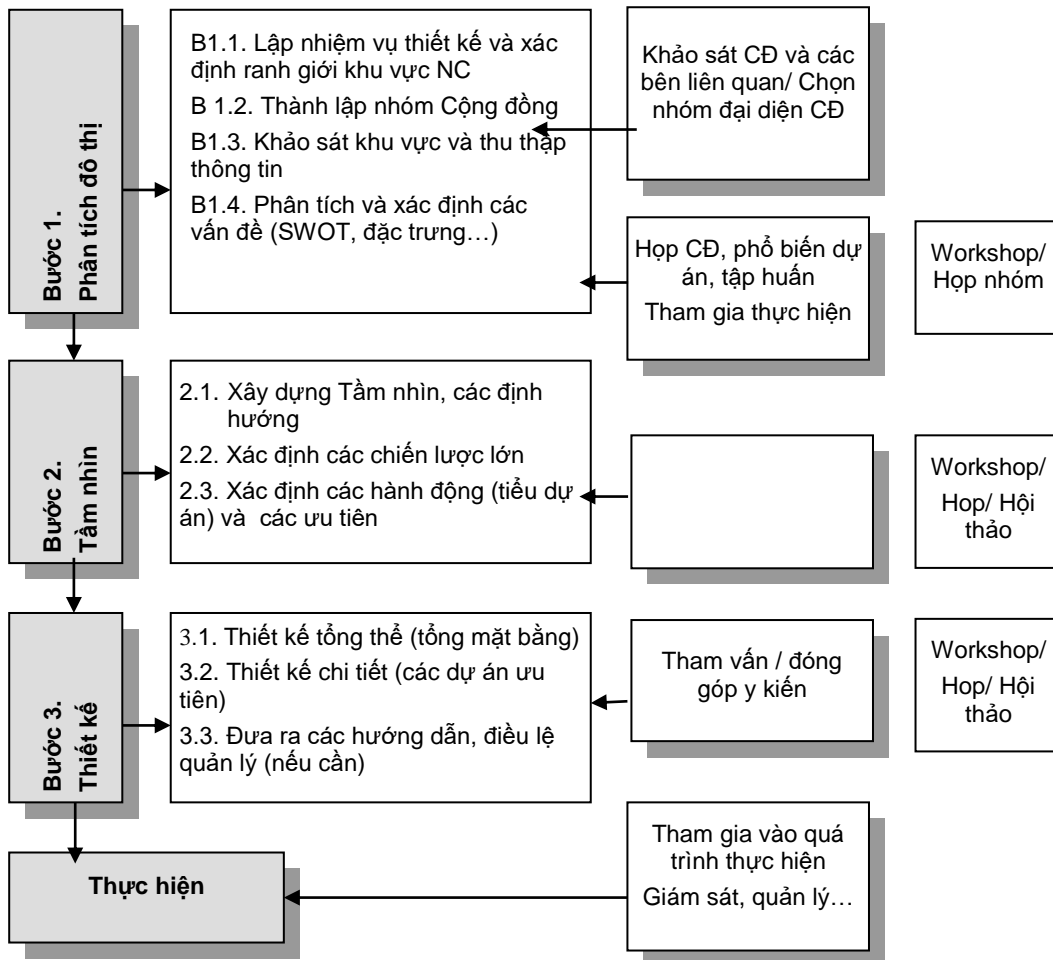 Bước 1.
Phân tích đô thị
B1.1. Lập nhiệm vụ thiết kế và xác
định ranh giới khu vực NC
B 1.2. Thành lập nhóm Cộng đồng
B1.3. Khảo sát khu vực và thu thập
thông tin
B1.4. Phân tích và xác định các
vấn đề (SWOT, đặc trưng…)
Khảo sát CĐ và các
bên liên quan/ Chọn
nhóm đại diện CĐ
Họp CĐ, phổ biến dự
án, tập huấn
Tham gia thực hiện
Workshop/
Họp nhóm
Bước 2.
Tầm nhìn
2.1. Xây dựng Tầm nhìn, các định
hướng
2.2. Xác định các chiến lược lớn
2.3. Xác định các hành động (tiểu dự
án) và các ưu tiên
Workshop/
Hop/ Hội
thảo
Bước 3.
Thiết kế
3.1. Thiết kế tổng thể (tổng mặt bằng)
3.2. Thiết kế chi tiết (các dự án ưu
tiên)
3.3. Đưa ra các hướng dẫn, điều lệ
quản lý (nếu cần)
Tham vấn / đóng
góp y kiến
Workshop/
Hop/ Hội
thảo
Thực hiện
Tham gia vào quá
trình thực hiện
Giám sát, quản lý…